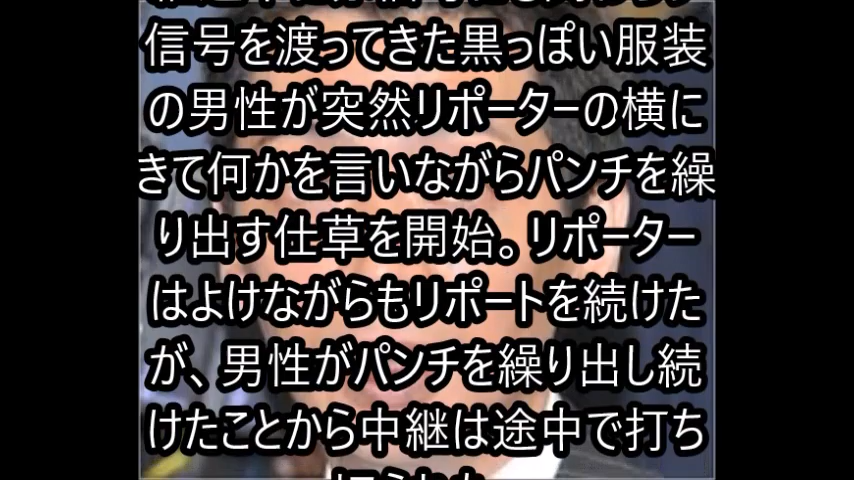 信号を渡ってきた黒っぽい服装
の男性が突然リポーターの横に
きて何かを言いながらパンチを繰
り出す仕草を開始。リポーター
はよけながらもリポートを続けた
が、男性がパンチを繰り出し続
けたことから中継は途中で打ち